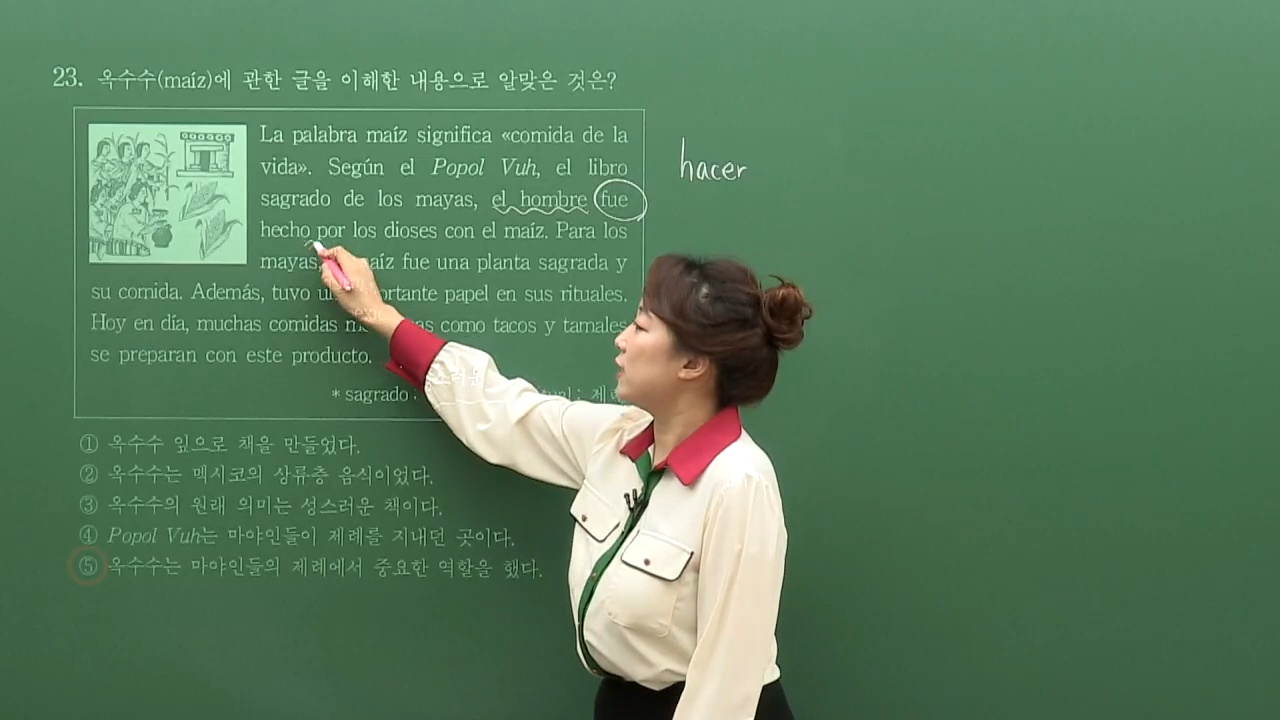 23. 옥수수(maíz)에 관한 글을 이해한 내용으로 알맞은 것은?
hacer
La palabra maíz significa «comida de la
vida». Según el Popol Vuh, el libro
sagrado de los mayas, el hombre fue
hecho por los dioses con el maíz. Para los
mayas, maíz fue una planta sagrada y
su comida. Además, tuvo papel en sus rituales.
Hoy en día, muchas comidas como tacos y tamales
se preparan con este producto.
* sagrado :
① 옥수수 잎으로 책을 만들었다.
② 옥수수는 멕시코의 상류층 음식이었다.
③ 옥수수의 원래 의미는 성스러운 책이다.
④ Popol Vuh는 마야인들이 제례를 지내던 곳이다.
⑤ 옥수수는 마야인들의 제례에서 중요한 역할을 했다.